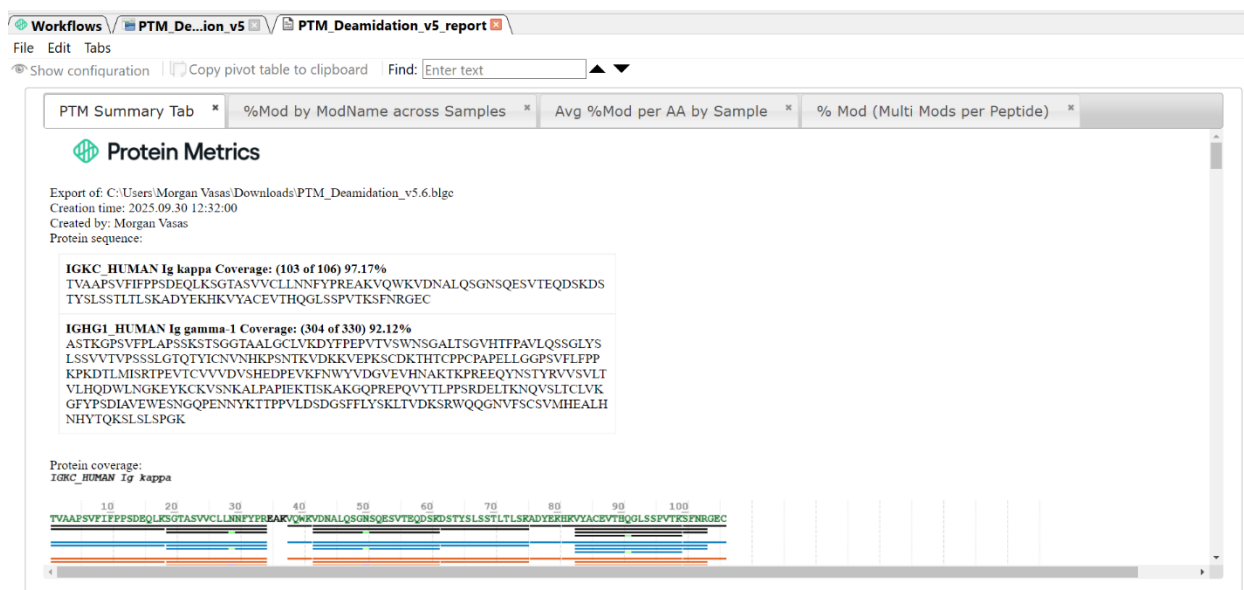 Workflows PTM_De...ion_v5 PTM_Deamidation_v5_report
File Edit Tabs
Show configuration Copy pivot table to clipboard Find: Enter text
PTM Summary Tab %Mod by ModName across Samples Avg %Mod per AA by Sample % Mod (Multi Mods per Peptide)
Protein Metrics
Export of: C:\Users\Morgan Vasas\Downloads\PTM_Deamidation_v5.6.blgc
Creation time: 2025.09.30 12:32:00
Created by: Morgan Vasas
Protein sequence:
IGKC_HUMAN Ig kappa Coverage: (103 of 106) 97.17%
TVAAPSVFIFPPSDEQLKSGTASVVCLLNNFYPREAKVQWKVDNALQSGNSQESVTEQDSKDS
TYSLSSTLTLSKADYEKHKVYACEVTHQGLSSPVTKSFNRGEC
IGHG1_HUMAN Ig gamma-1 Coverage: (304 of 330) 92.12%
ASTKGPSVFPLAPSSKSTSGGTAALGCLVKDYFPEPVTVSWNSGALTSGVHTFPAVLQSSGLYS
LSSVVTVPSSSLGTQTYICNVNHKPSNTKVDKKVEPKSCDKTHTCPPCPAPELLGGPSVFLFPP
KPKDTLMISRTPEVTCVVVDVSHEDPEVKFNWYVDGVEVHNAKTKPREEQYNSTYRVVSVLT
VLHQDWLNGKEYKCKVSNKALPAPIEKTISKAKGQPREPQVYTLPPSRDELTKNQVSLTCLVK
GFYPSDIAVEWESNGQPENNYKTTPPVLDSDGSFFLYSKLTVDKSRWQQGNVFSCSVMHEALH
NHYTQKSLSLSPGK
Protein coverage:
IGKC_HUMAN Ig kappa
10 20 30 40 50 60 70 80 90 100
TVAAPSVFIFPPSDEQLKSGTASVVCLLNNFYPREAKVQWKVDNALQSGNSQESVTEQDSKDSTYSLSSTLTLSKADYEKHKVYACEVTHQGLSSPVTKSFNRGEC